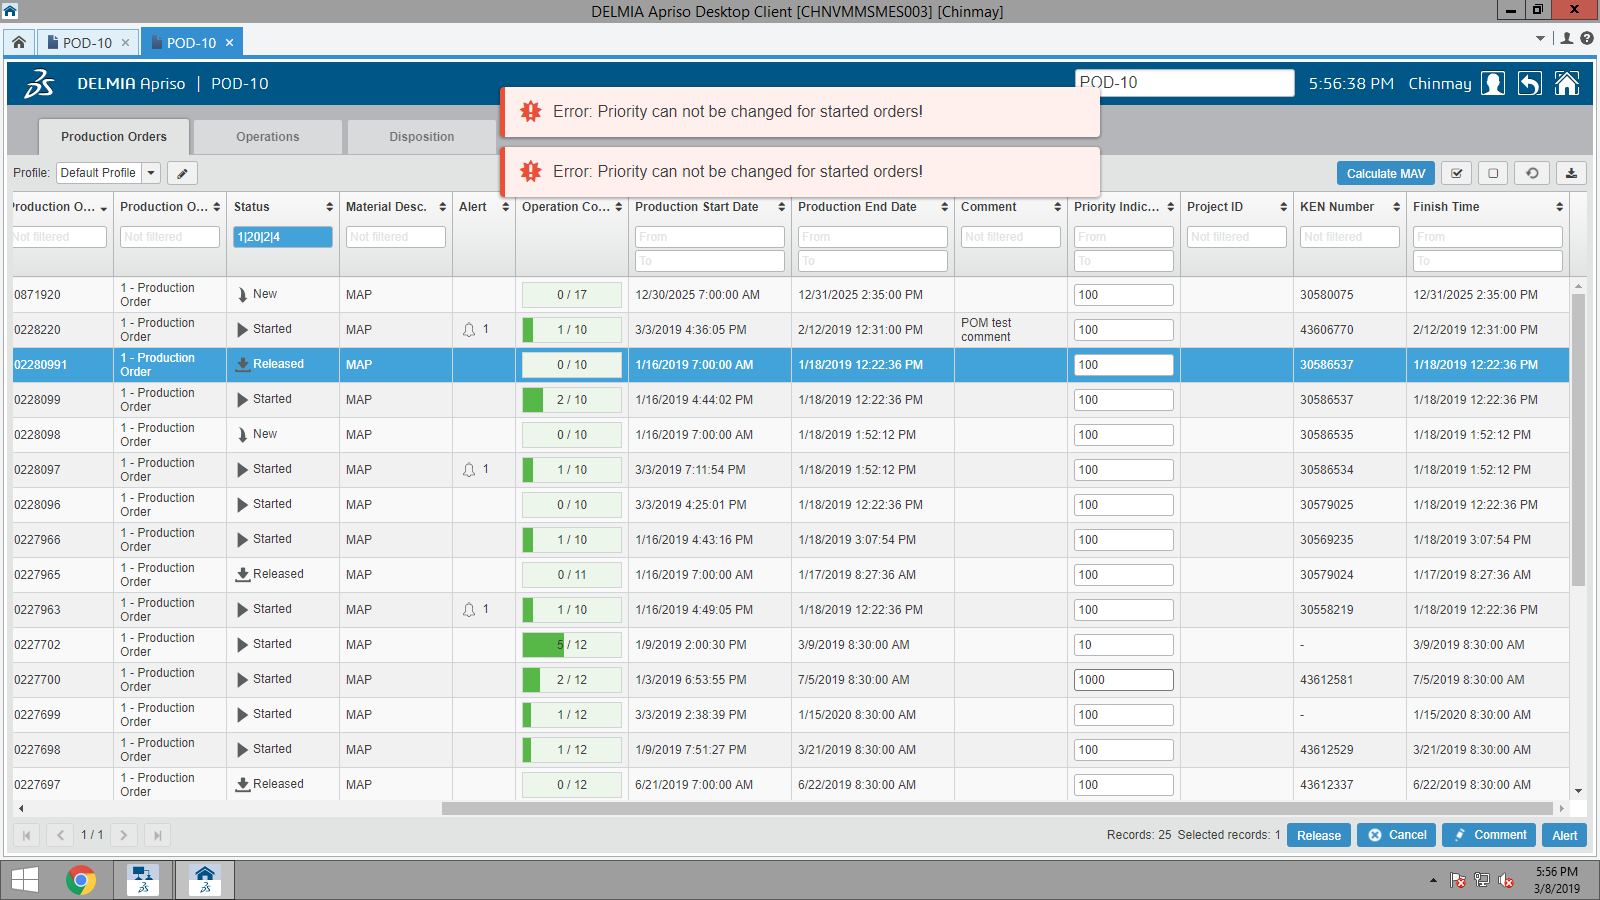 DELMIA Apriso Desktop Client [CHNVMMSMES003] [Chinmay]
POD-10 POD-10
DELMIA Apriso | POD-10 POD-10 5:56:38 PM Chinmay
Error: Priority can not be changed for started orders!
Error: Priority can not be changed for started orders!
Production Orders Operations Disposition
Profile: Default Profile Calculate MAV
roduction O... Production O... Status Material Desc. Alert Operation Co... Production Start Date Production End Date Comment Priority Indic... Project ID KEN Number Finish Time
Not filtered Not filtered 1|20|2|4 Not filtered From From Not filtered From Not filtered Not filtered From
To To To To
0871920 1 - Production Order New MAP 0 / 17 12/30/2025 7:00:00 AM 12/31/2025 2:35:00 PM 100 30580075 12/31/2025 2:35:00 PM
0228220 1 - Production Order Started MAP 1 1 / 10 3/3/2019 4:36:05 PM 2/12/2019 12:31:00 PM POM test comment 100 43606770 2/12/2019 12:31:00 PM
02280991 1 - Production Order Released MAP 0 / 10 1/16/2019 7:00:00 AM 1/18/2019 12:22:36 PM 100 30586537 1/18/2019 12:22:36 PM
0228099 1 - Production Order Started MAP 2 / 10 1/16/2019 4:44:02 PM 1/18/2019 12:22:36 PM 100 30586537 1/18/2019 12:22:36 PM
0228098 1 - Production Order New MAP 0 / 10 1/16/2019 7:00:00 AM 1/18/2019 1:52:12 PM 100 30586535 1/18/2019 1:52:12 PM
0228097 1 - Production Order Started MAP 1 1 / 10 3/3/2019 7:11:54 PM 1/18/2019 1:52:12 PM 100 30586534 1/18/2019 1:52:12 PM
0228096 1 - Production Order Started MAP 0 / 10 3/3/2019 4:25:01 PM 1/18/2019 12:22:36 PM 100 30579025 1/18/2019 12:22:36 PM
0227966 1 - Production Order Started MAP 1 / 10 1/16/2019 4:43:16 PM 1/18/2019 3:07:54 PM 100 30569235 1/18/2019 3:07:54 PM
0227965 1 - Production Order Released MAP 0 / 11 1/16/2019 7:00:00 AM 1/17/2019 8:27:36 AM 100 30579024 1/17/2019 8:27:36 AM
0227963 1 - Production Order Started MAP 1 1 / 10 1/16/2019 4:49:05 PM 1/18/2019 12:22:36 PM 100 30558219 1/18/2019 12:22:36 PM
0227702 1 - Production Order Started MAP 5 / 12 1/9/2019 2:00:30 PM 3/9/2019 8:30:00 AM 10 - 3/9/2019 8:30:00 AM
0227700 1 - Production Order Started MAP 2 / 12 1/3/2019 6:53:55 PM 7/5/2019 8:30:00 AM 1000 43612581 7/5/2019 8:30:00 AM
0227699 1 - Production Order Started MAP 1 / 12 3/3/2019 2:38:39 PM 1/15/2020 8:30:00 AM 100 - 1/15/2020 8:30:00 AM
0227698 1 - Production Order Started MAP 1 / 12 1/9/2019 7:51:27 PM 3/21/2019 8:30:00 AM 100 43612529 3/21/2019 8:30:00 AM
0227697 1 - Production Order Released MAP 0 / 12 6/21/2019 7:00:00 AM 6/22/2019 8:30:00 AM 100 43612337 6/22/2019 8:30:00 AM
1 / 1 Records: 25 Selected records: 1 Release Cancel Comment Alert
5:56 PM
3/8/2019